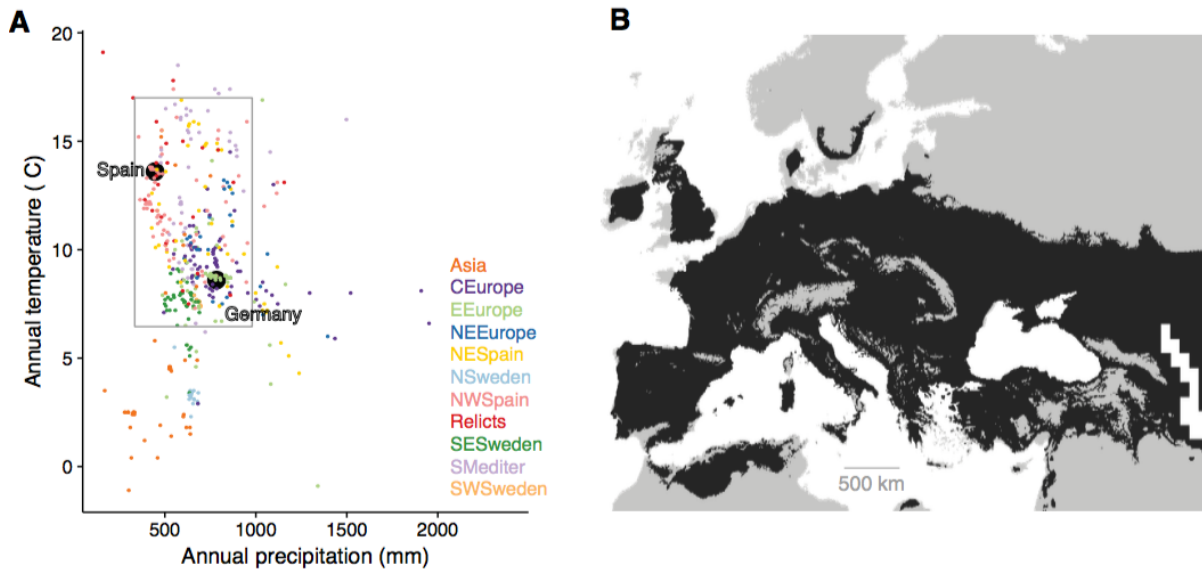 A
20
15
10
5
0
Annual temperature ( C)
Spain
Germany
Asia
CEurope
EEurope
NEEurope
NESpain
NSweden
NWSpain
Relicts
SESweden
SMediter
SWSweden
500
1000
1500
2000
Annual precipitation (mm)
B
500 km